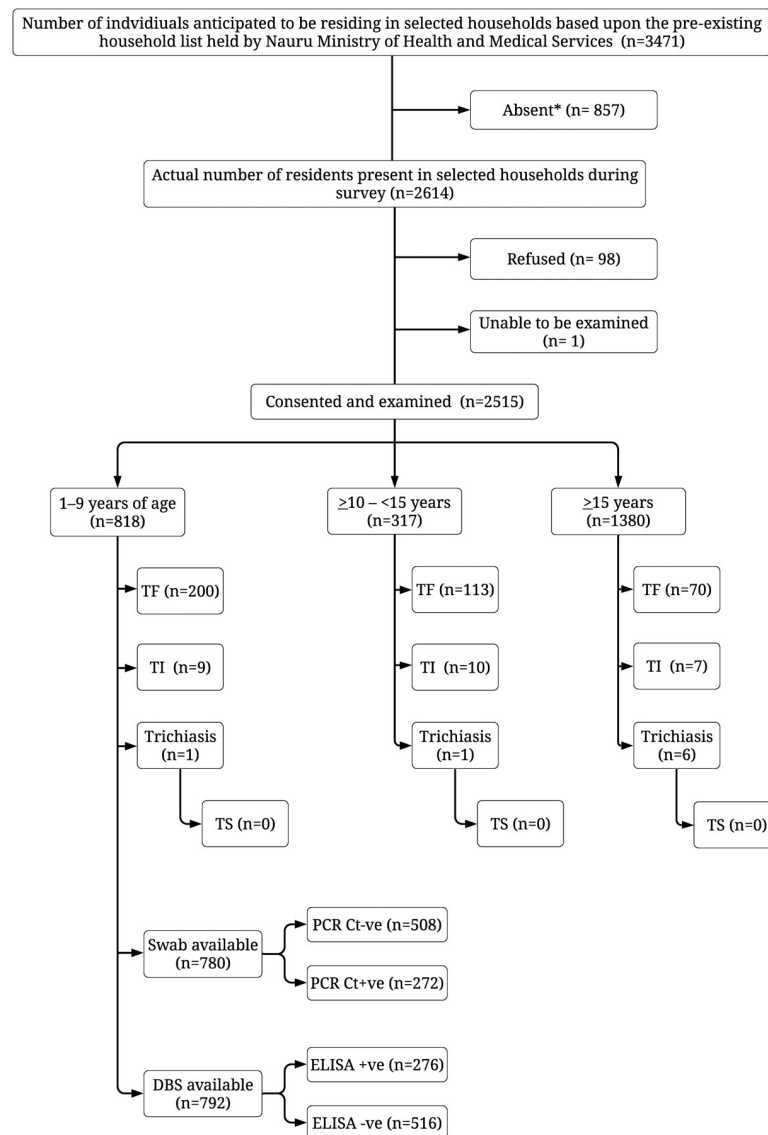 Number of indvidiuals anticipated to be residing in selected households based upon the pre-existing
household list held by Nauru Ministry of Health and Medical Services  (n=3471)
Absent* (n= 857)
Actual number of residents present in selected households during
survey (n=2614)
Refused (n= 98)
Unable to be examined
(n= 1)
Consented and examined  (n=2515)
1–9 years of age
(n=818)
≥10 – <15 years
(n=317)
≥15 years
(n=1380)
TF (n=200)
TF (n=113)
TF (n=70)
TI  (n=9)
TI  (n=10)
TI  (n=7)
Trichiasis
(n=1)
Trichiasis
(n=1)
Trichiasis
(n=6)
TS (n=0)
TS (n=0)
TS (n=0)
Swab available
(n=780)
PCR Ct-ve (n=508)
PCR Ct+ve (n=272)
DBS available
(n=792)
ELISA +ve (n=276)
ELISA -ve (n=516)